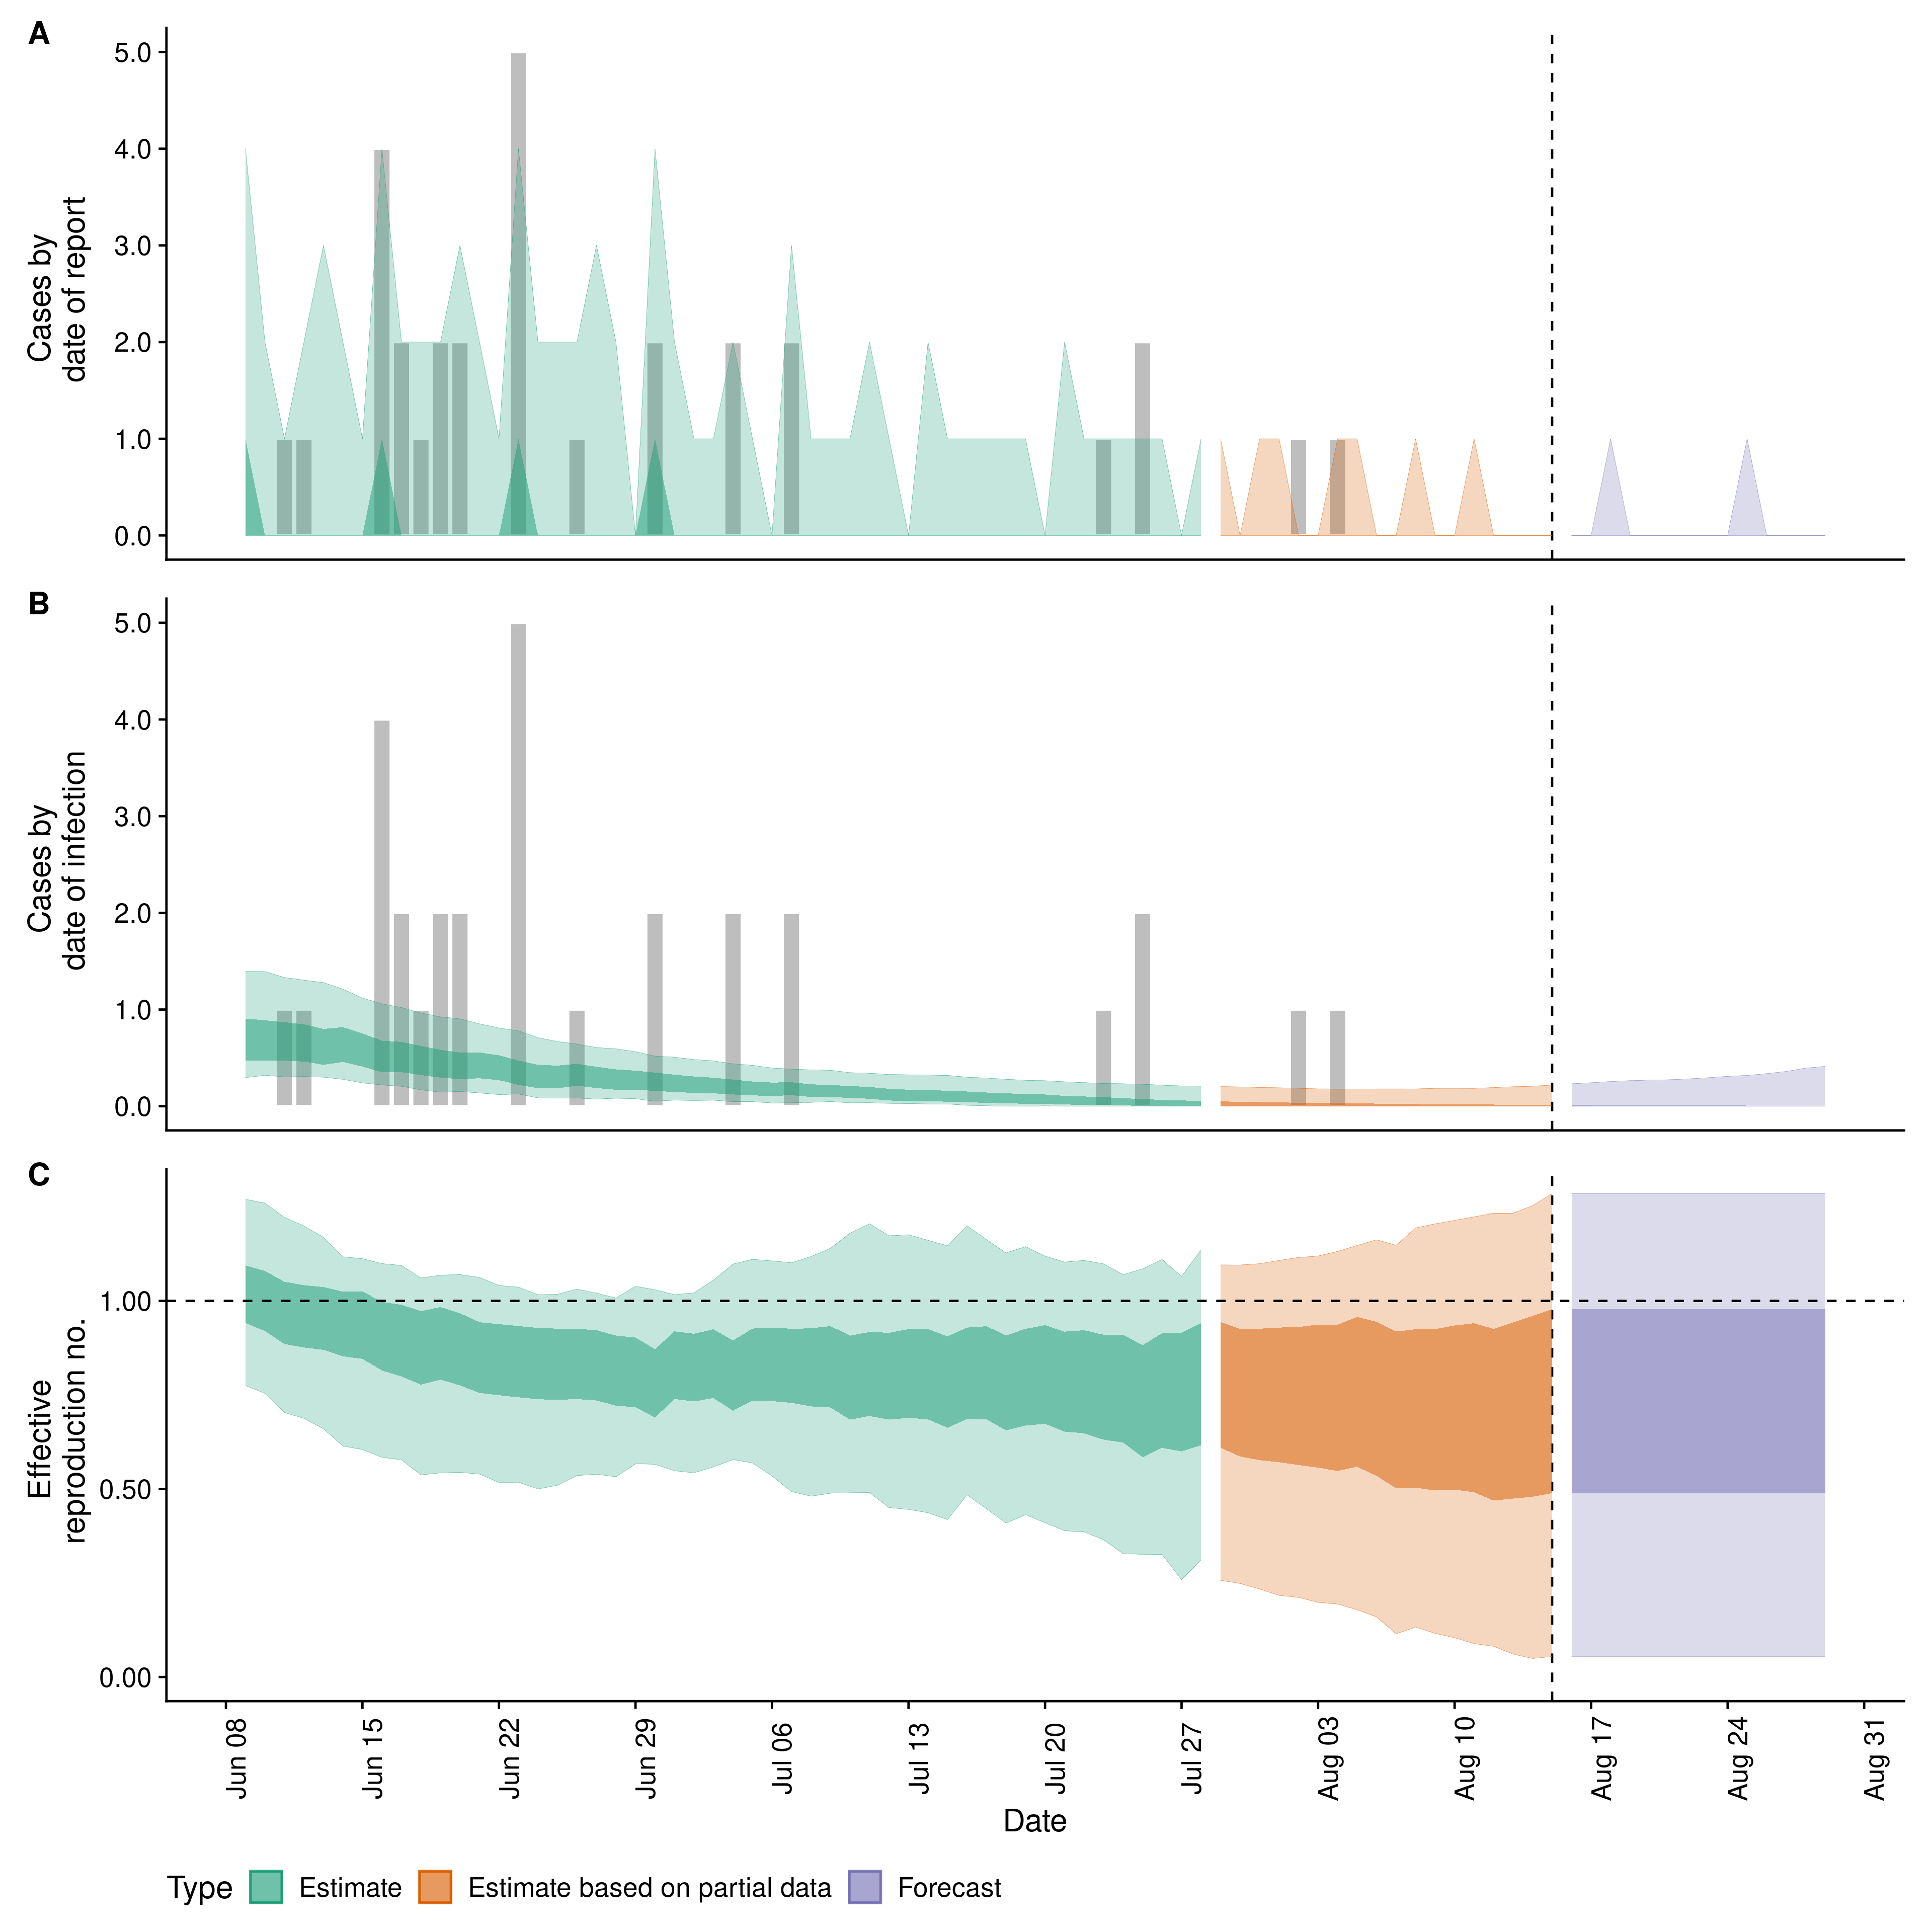 A
5.0
4.0
3.0
2.0
1.0
0.0
Cases by
date of report
B
5.0
4.0
3.0
2.0
1.0
0.0
Cases by
date of infection
C
1.00
0.50
0.00
Effective
reproduction no.
Jun 08
Jun 15
Jun 22
Jun 29
Jul 06
Jul 13
Jul 20
Jul 27
Aug 03
Aug 10
Aug 17
Aug 24
Aug 31
Date
Type Estimate Estimate based on partial data Forecast